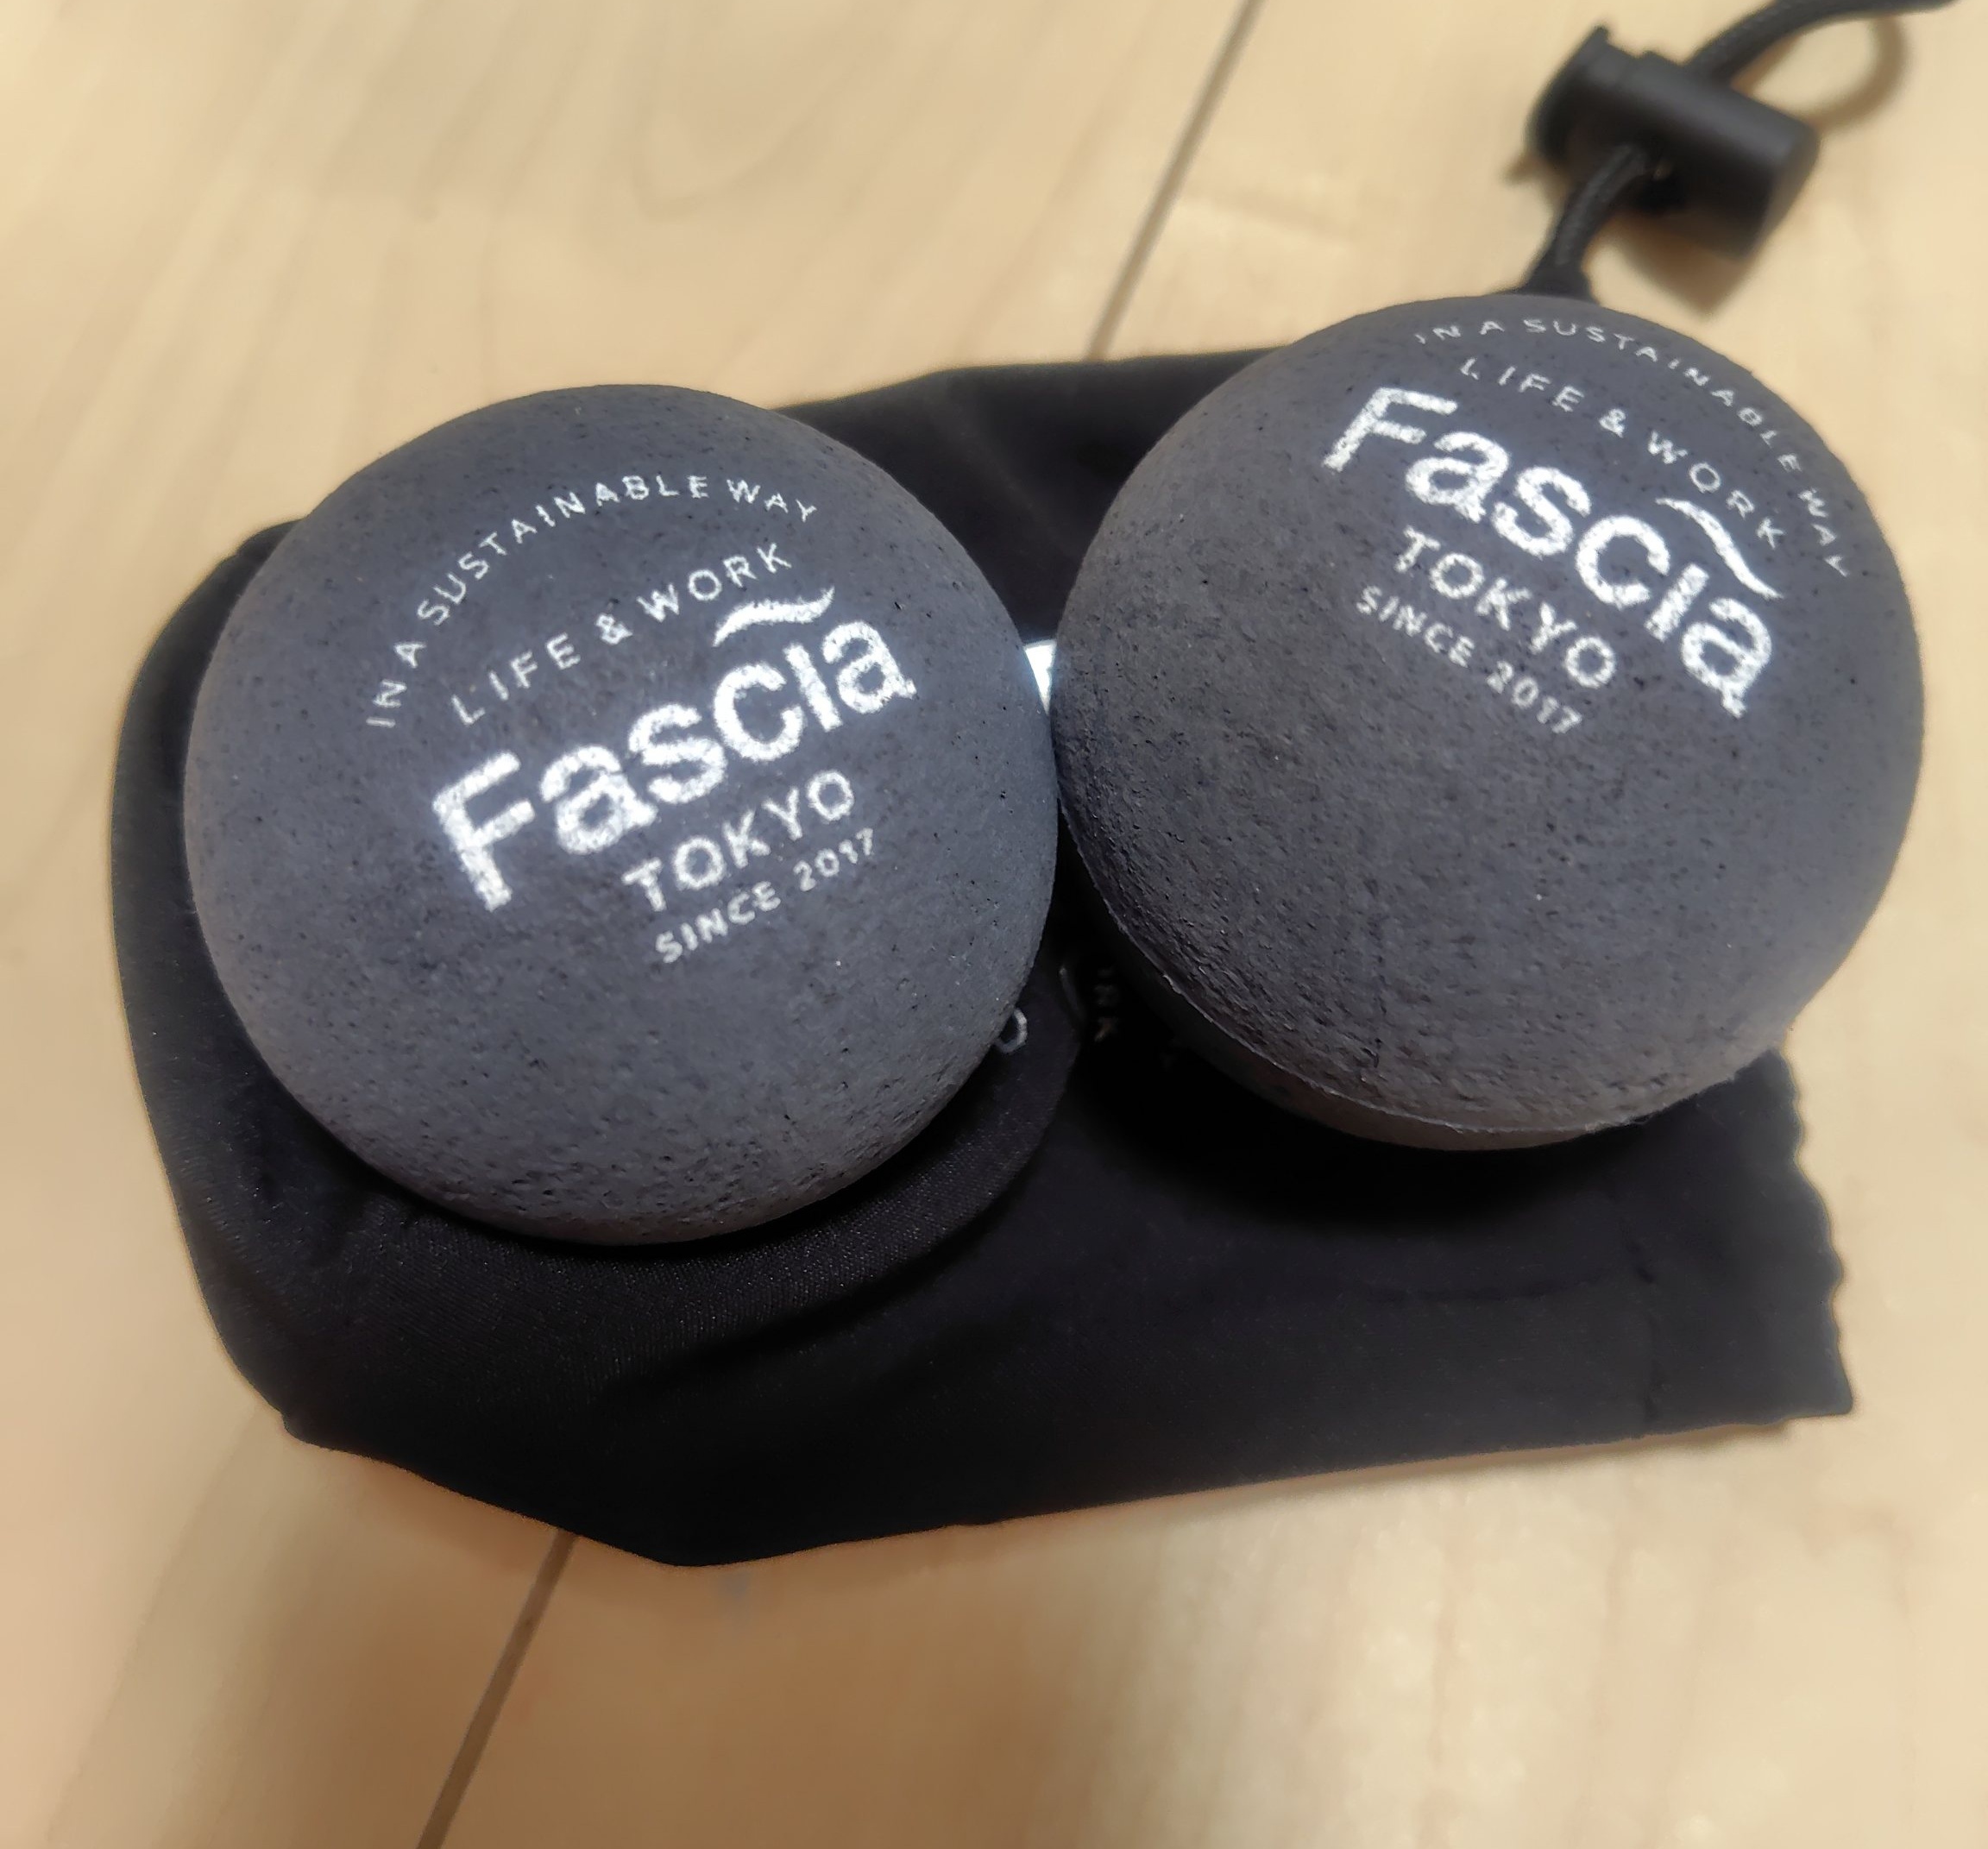 IN A SUSTAINABLE WAY
LIFE & WORK
Fascia
TOKYO
SINCE 2017
IN A SUSTAINABLE WAY
LIFE & WORK
Fascia
TOKYO
SINCE 2017